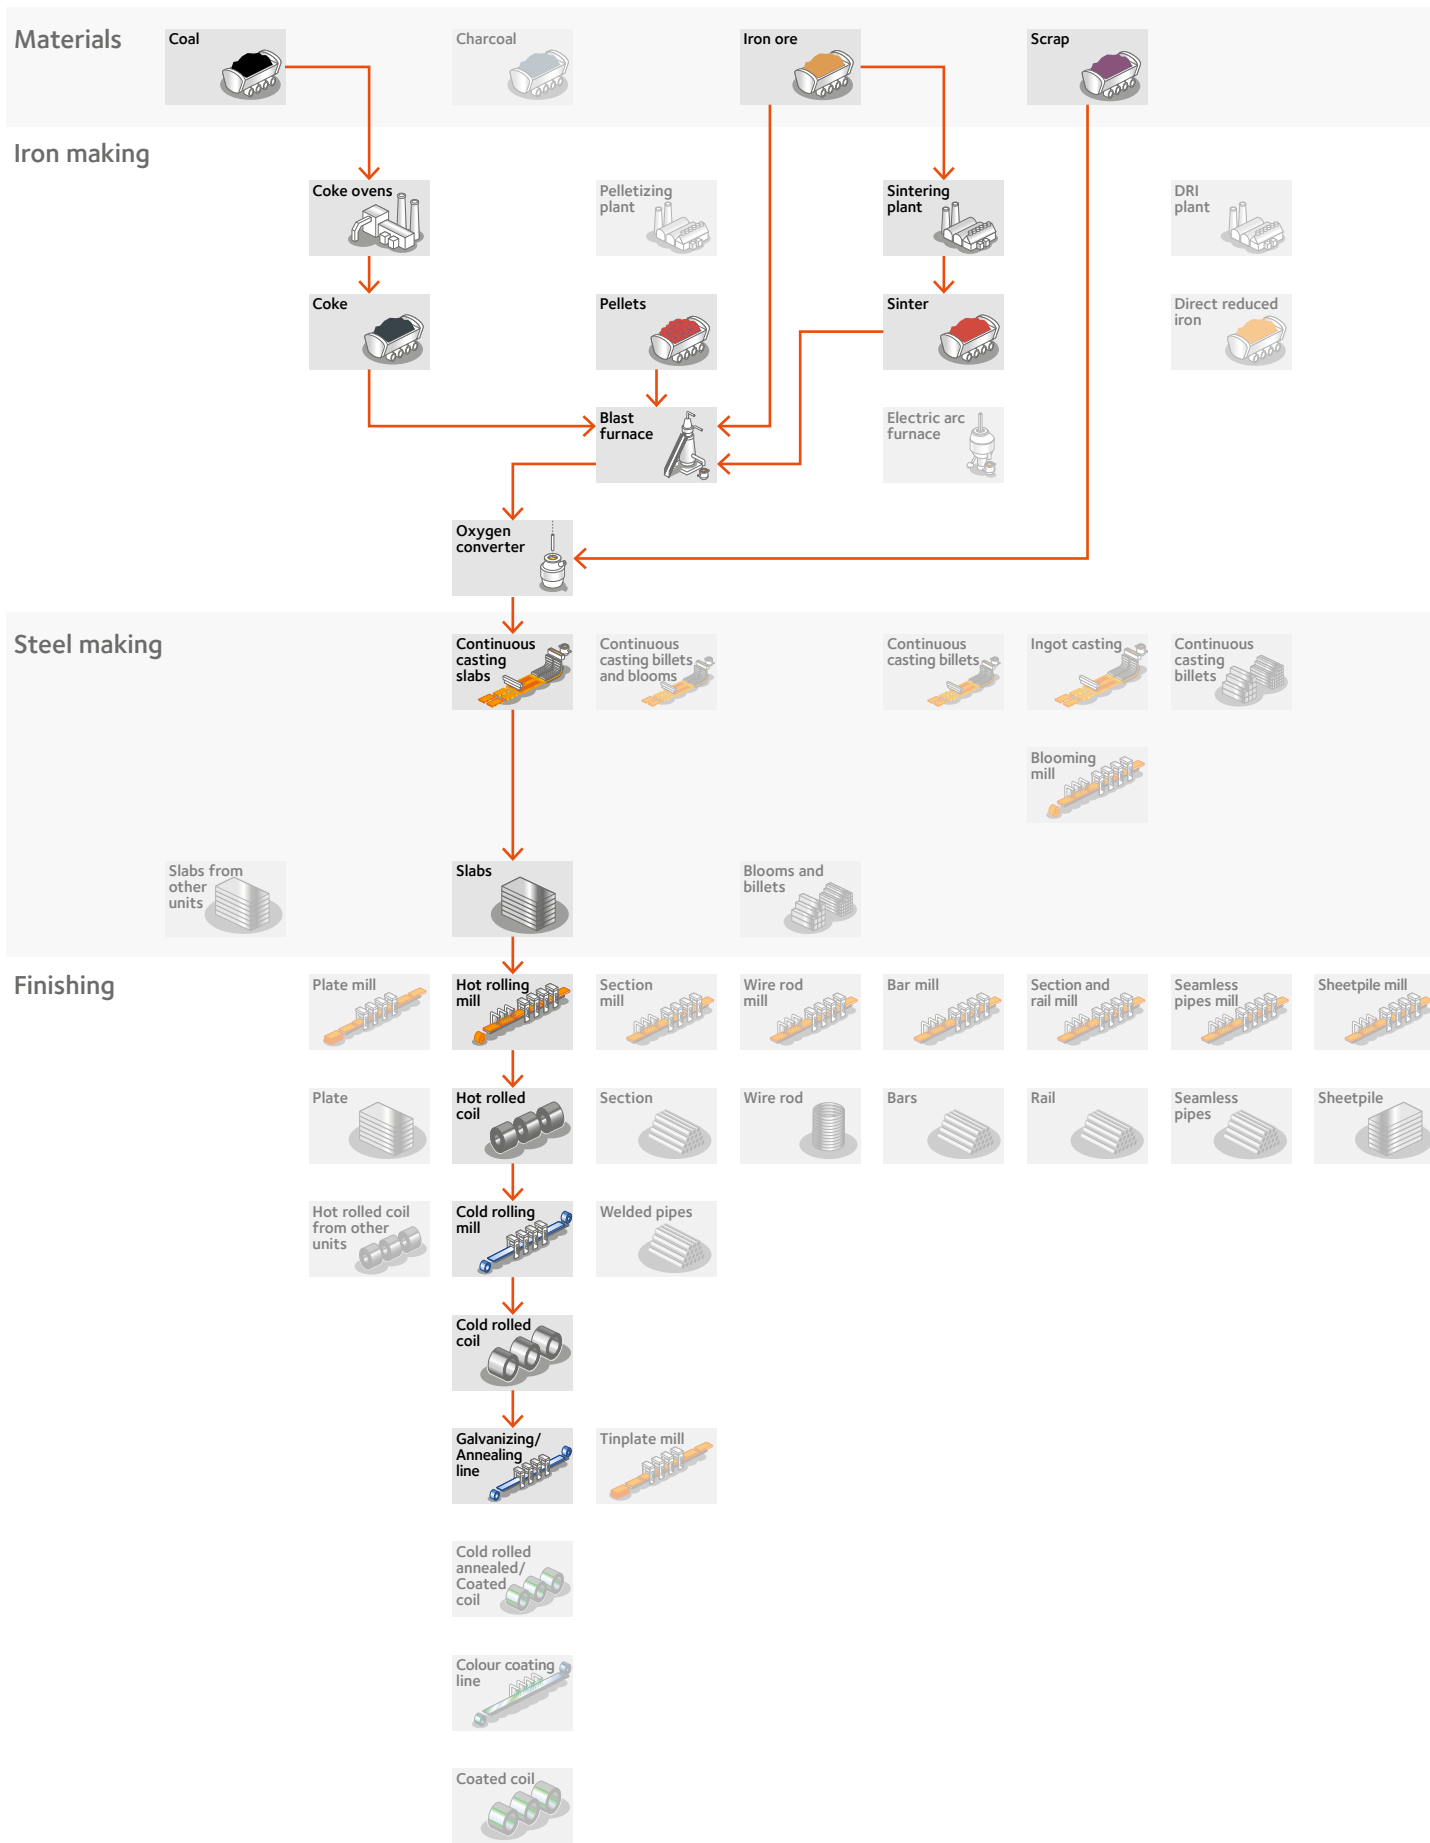 Materials
Coal
Charcoal
Iron ore
Scrap
Iron making
Coke ovens
Pelletizing
plant
Sintering
plant
DRI
plant
Coke
Pellets
Sinter
Direct reduced
iron
Blast
furnace
Electric arc
furnace
Oxygen
converter
Steel making
Continuous
casting
slabs
Continuous
casting billets
and blooms
Continuous
casting billets
Ingot casting
Continuous
casting
billets
Blooming
mill
Slabs from
other
units
Slabs
Blooms and
billets
Finishing
Plate mill
Hot rolling
mill
Section
mill
Wire rod
mill
Bar mill
Section and
rail mill
Seamless
pipes mill
Sheetpile mill
Plate
Hot rolled
coil
Section
Wire rod
Bars
Rail
Seamless
pipes
Sheetpile
Hot rolled coil
from other
units
Cold rolling
mill
Welded pipes
Cold rolled
coil
Galvanizing/
Annealing
line
Tinplate mill
Cold rolled
annealed/
Coated
coil
Colour coating
line
Coated coil